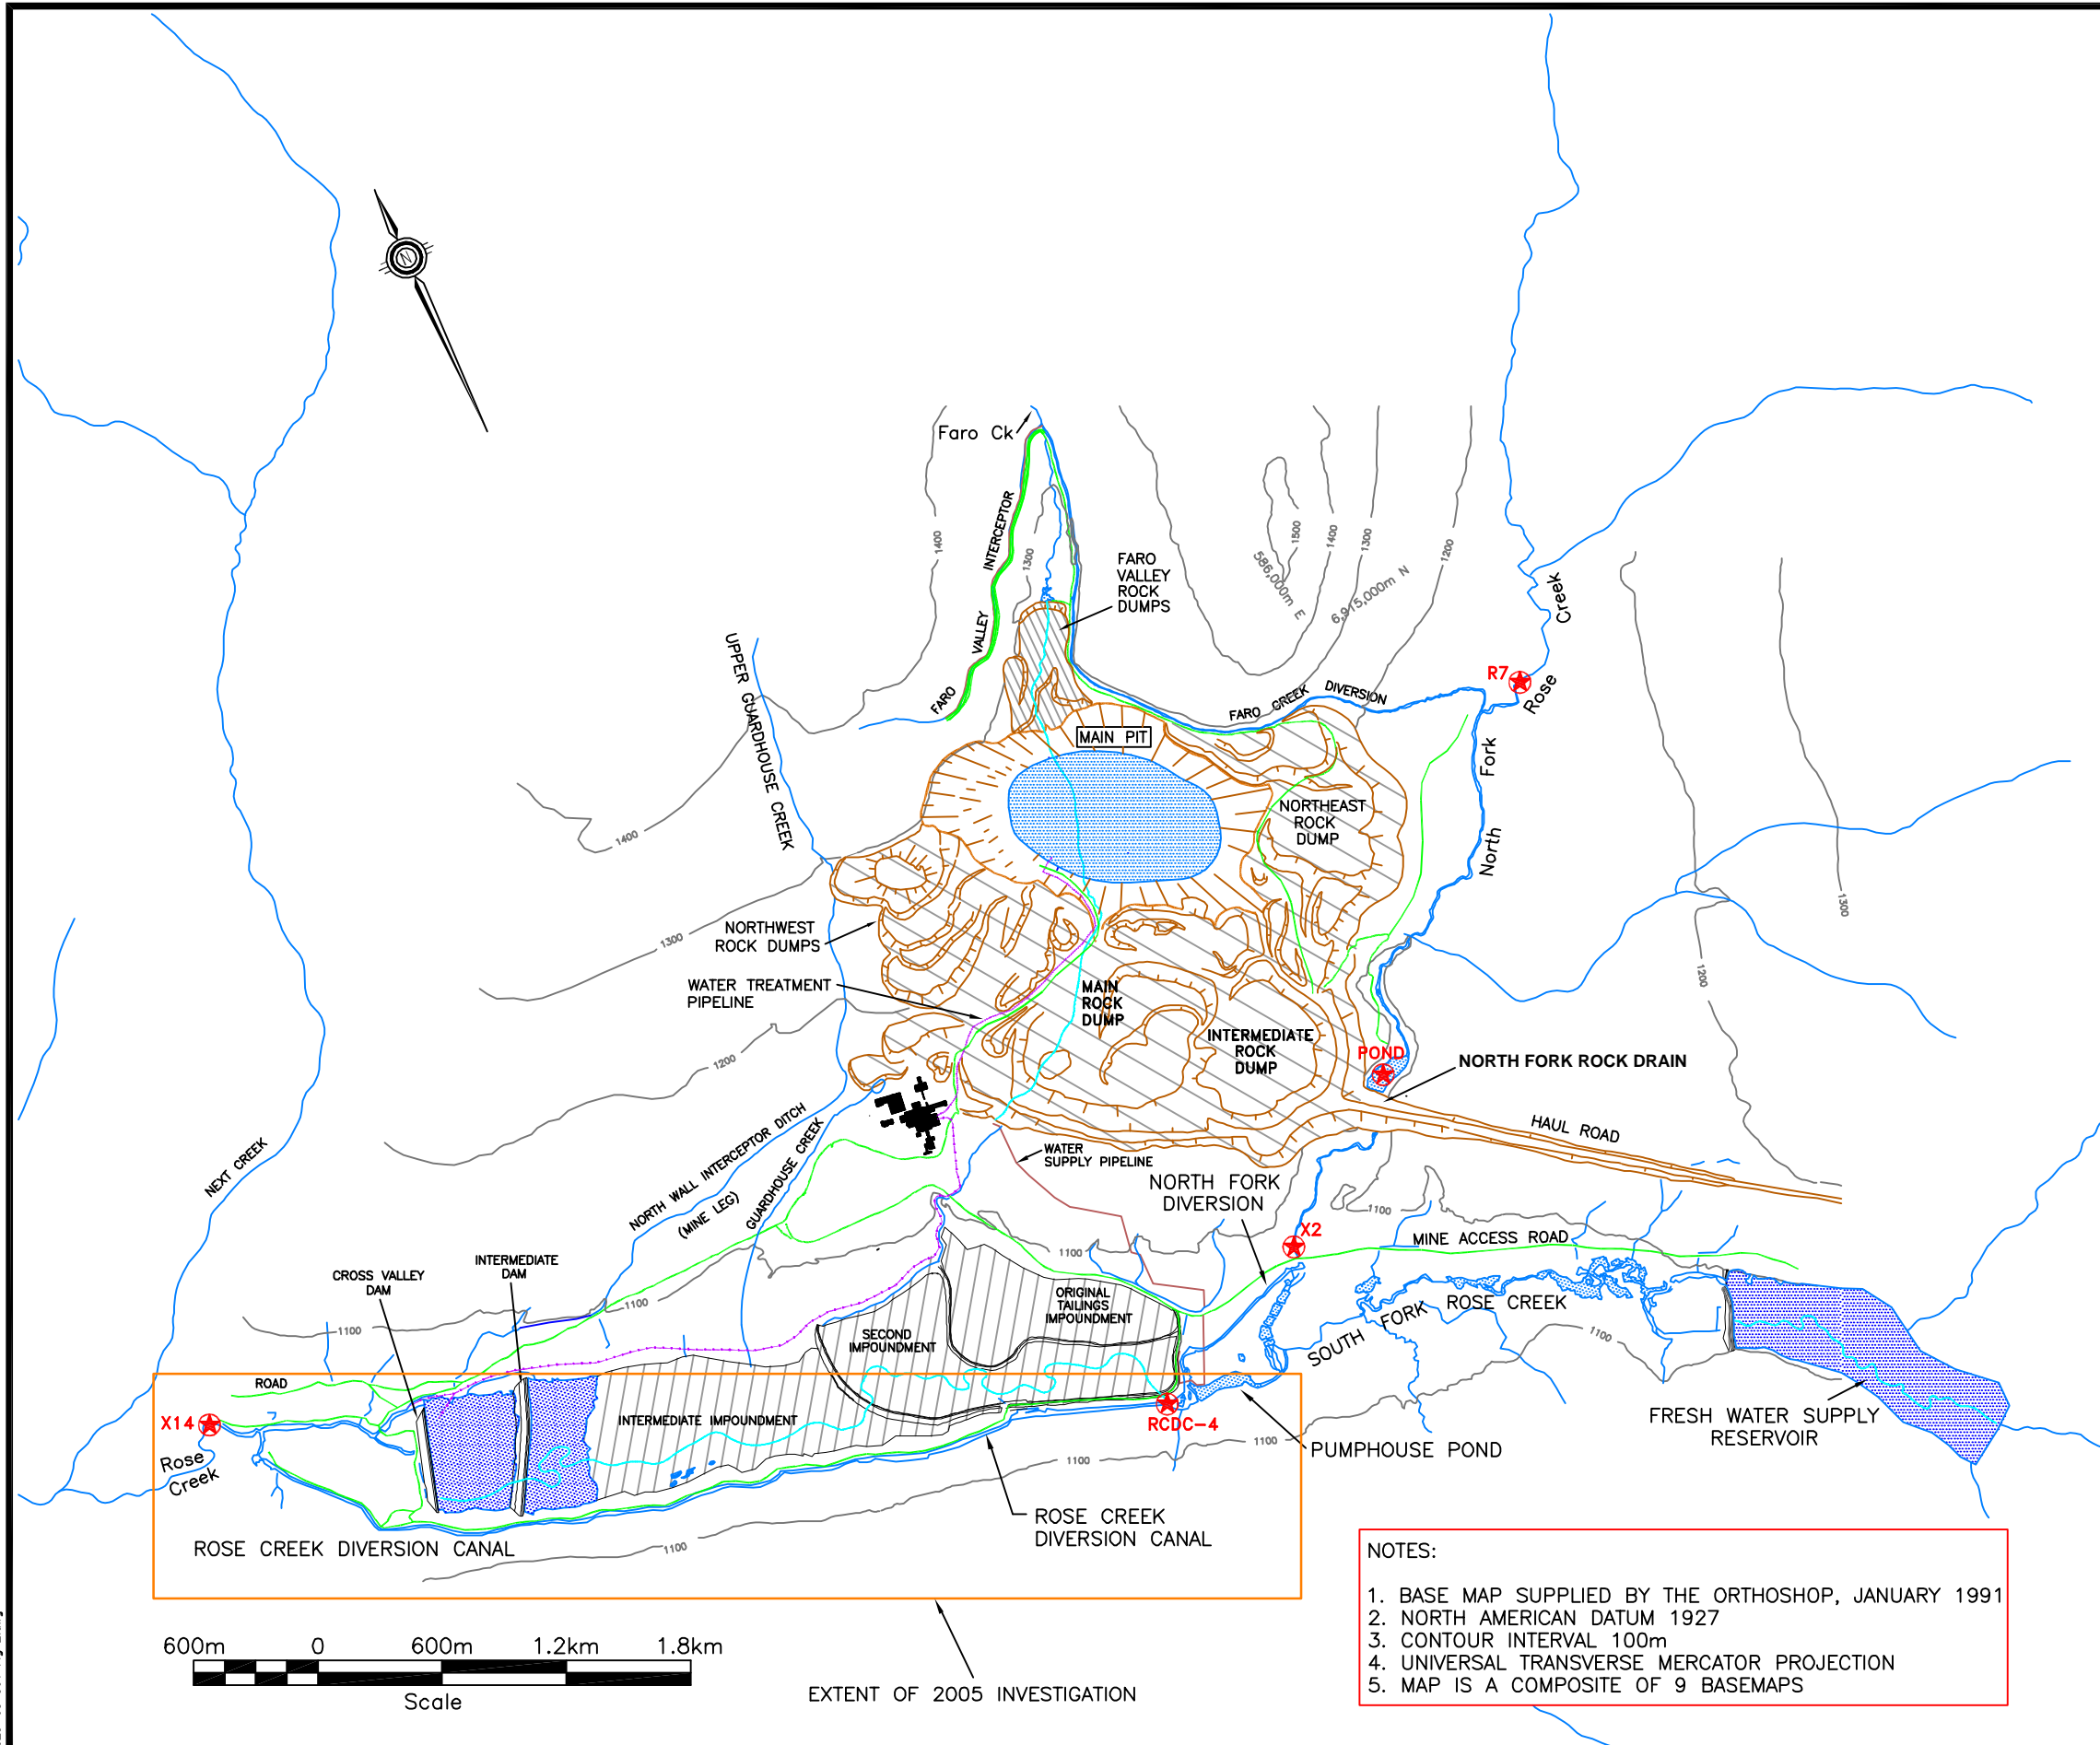 N
Faro Ck
1400
INTERCEPTOR
VALLEY
FARO
1300
FARO
VALLEY
ROCK
DUMPS
1500
1400
1300
1200
586,000m E
6,915,000m N
Creek
Rose
R7
FARO CREEK DIVERSION
UPPER GUARDHOUSE CREEK
MAIN PIT
North Fork
NORTHEAST
ROCK
DUMP
1400
1300
1200
1300
1200
NORTHWEST
ROCK DUMPS
WATER TREATMENT
PIPELINE
MAIN
ROCK
DUMP
INTERMEDIATE
ROCK
DUMP
POND
NORTH FORK ROCK DRAIN
HAUL ROAD
NEXT CREEK
NORTH WALL INTERCEPTOR DITCH
(MINE LEG)
GUARDHOUSE CREEK
WATER
SUPPLY PIPELINE
NORTH FORK
DIVERSION
X2
1100
MINE ACCESS ROAD
1100
CROSS VALLEY
DAM
INTERMEDIATE
DAM
1100
1100
ORIGINAL
TAILINGS
IMPOUNDMENT
SECOND
IMPOUNDMENT
SOUTH FORK ROSE CREEK
1100
ROAD
X14
Rose
Creek
INTERMEDIATE IMPOUNDMENT
RCDC-4
1100
1100
PUMPHOUSE POND
FRESH WATER SUPPLY
RESERVOIR
ROSE CREEK
DIVERSION CANAL
ROSE CREEK DIVERSION CANAL
1100
NOTES:
1. BASE MAP SUPPLIED BY THE ORTHOSHOP, JANUARY 1991
2. NORTH AMERICAN DATUM 1927
3. CONTOUR INTERVAL 100m
4. UNIVERSAL TRANSVERSE MERCATOR PROJECTION
5. MAP IS A COMPOSITE OF 9 BASEMAPS
600m 0 600m 1.2km 1.8km
Scale
EXTENT OF 2005 INVESTIGATION